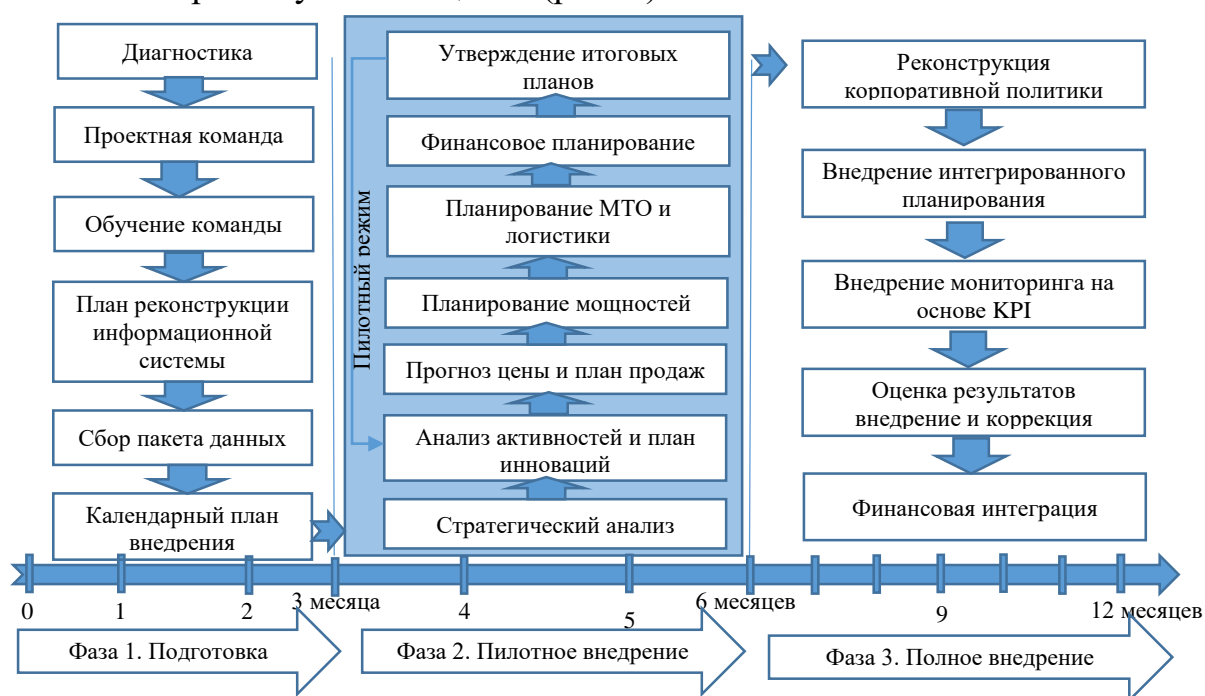 Диагностика
Проектная команда
Обучение команды
План реконструкции
информационной
системы
Сбор пакета данных
Календарный план
внедрения
Пилотный режим
Утверждение итоговых
планов
Финансовое планирование
Планирование МТО и
логистики
Планирование мощностей
Прогноз цены и план продаж
Анализ активностей и план
инноваций
Стратегический анализ
Реконструкция
корпоративной политики
Внедрение интегрированного
планирования
Внедрение мониторинга на
основе KPI
Оценка результатов
внедрение и коррекция
Финансовая интеграция
0
1
2
3 месяца
4
5
6 месяцев
9
12 месяцев
Фаза 1. Подготовка
Фаза 2. Пилотное внедрение
Фаза 3. Полное внедрение